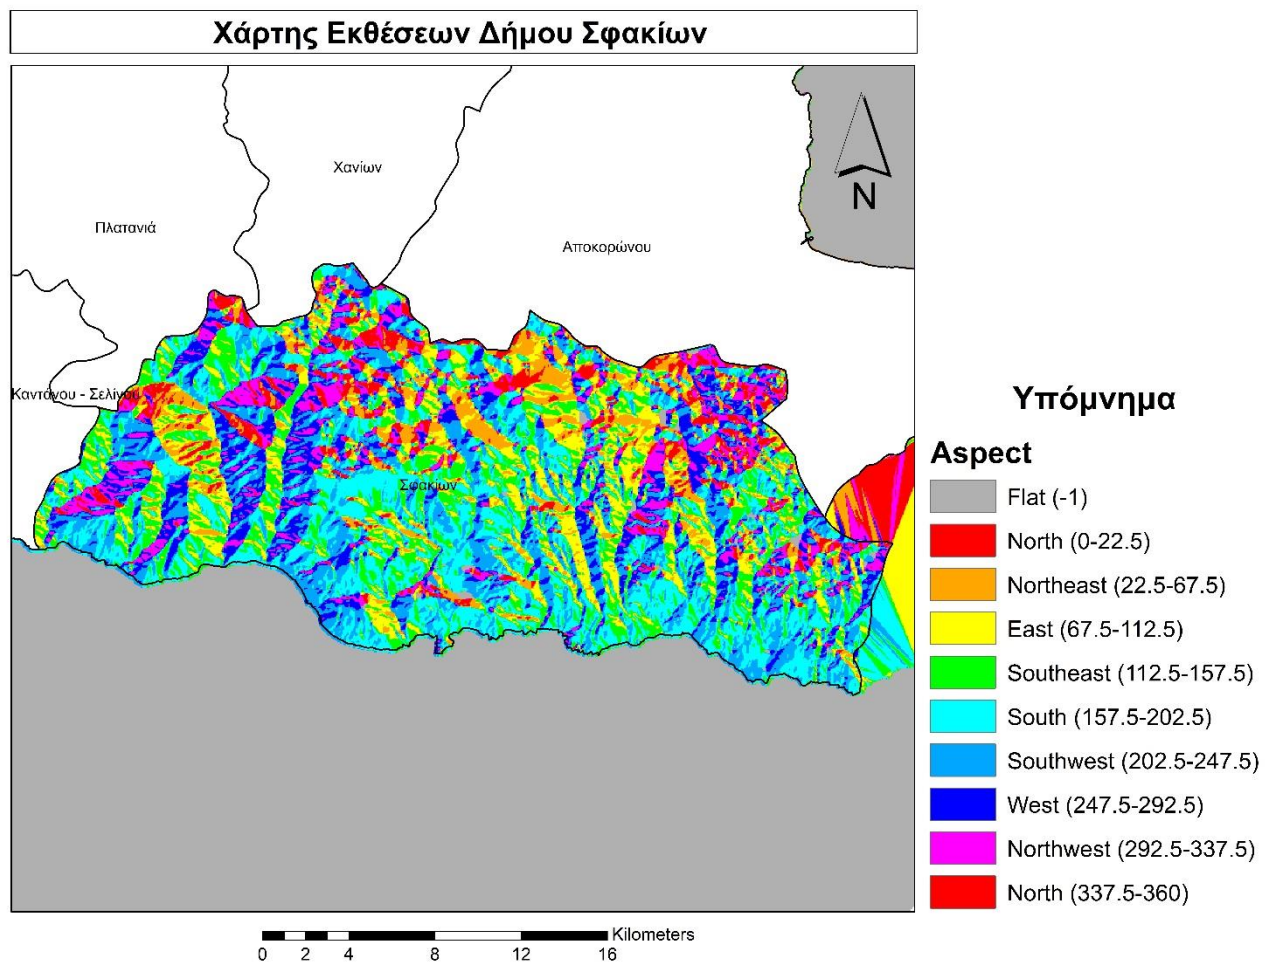 Χάρτης Εκθέσεων Δήμου Σφακίων
Χανίων
Πλατανιά
Αποκορώνου
N
Καντάνου - Σελίνου
Σφακίων
Υπόμνημα
Aspect
Flat (-1)
North (0-22.5)
Northeast (22.5-67.5)
East (67.5-112.5)
Southeast (112.5-157.5)
South (157.5-202.5)
Southwest (202.5-247.5)
West (247.5-292.5)
Northwest (292.5-337.5)
North (337.5-360)
Kilometers
0 2 4 8 12 16